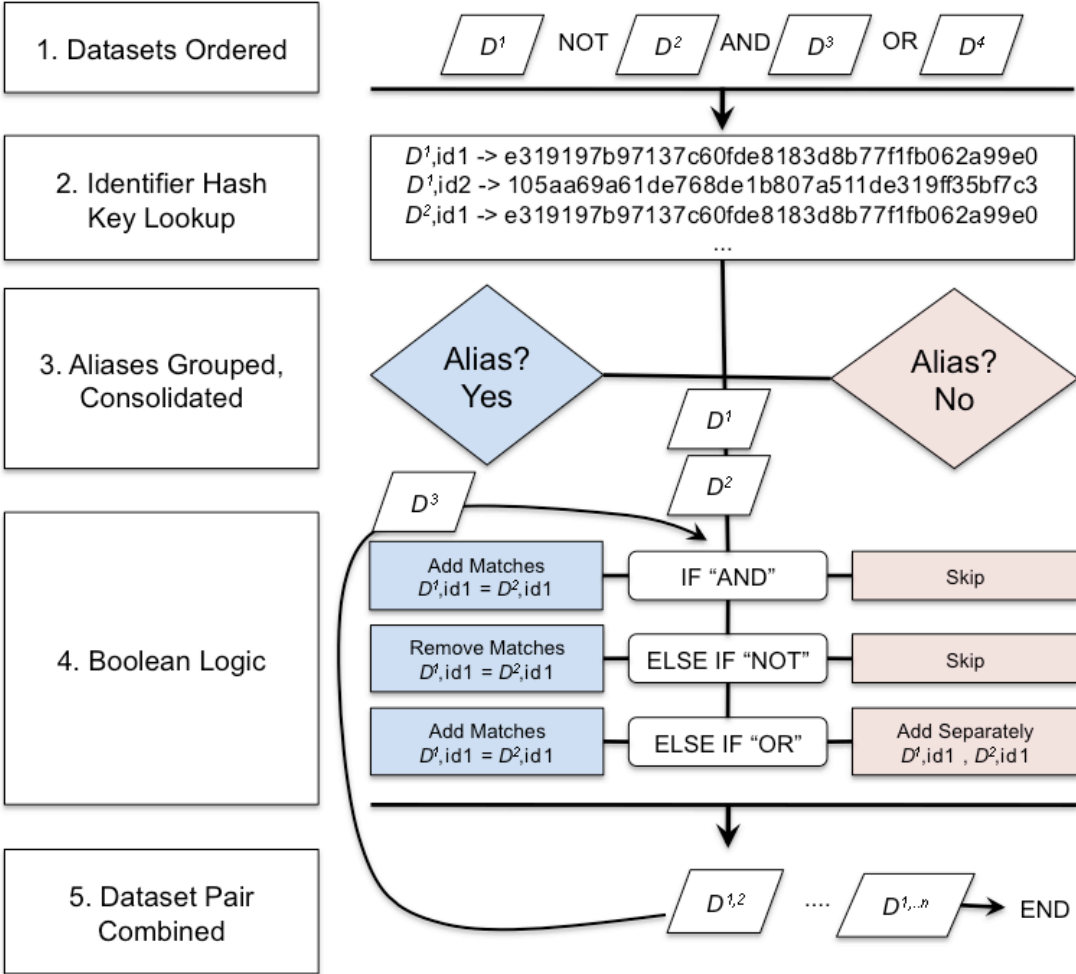 1. Datasets Ordered
D¹ NOT D² AND D³ OR D⁴
2. Identifier Hash
Key Lookup
D¹,id1 -> e319197b97137c60fde8183d8b77f1fb062a99e0
D¹,id2 -> 105aa69a61de768de1b807a511de319ff35bf7c3
D²,id1 -> e319197b97137c60fde8183d8b77f1fb062a99e0
...
3. Aliases Grouped,
Consolidated
Alias?
Yes
Alias?
No
D¹
D²
D³
4. Boolean Logic
Add Matches
D¹,id1 = D²,id1
IF “AND”
Skip
Remove Matches
D¹,id1 = D²,id1
ELSE IF “NOT”
Skip
Add Matches
D¹,id1 = D²,id1
ELSE IF “OR”
Add Separately
D¹,id1 , D²,id1
5. Dataset Pair
Combined
D¹,² .... D¹,..ⁿ END